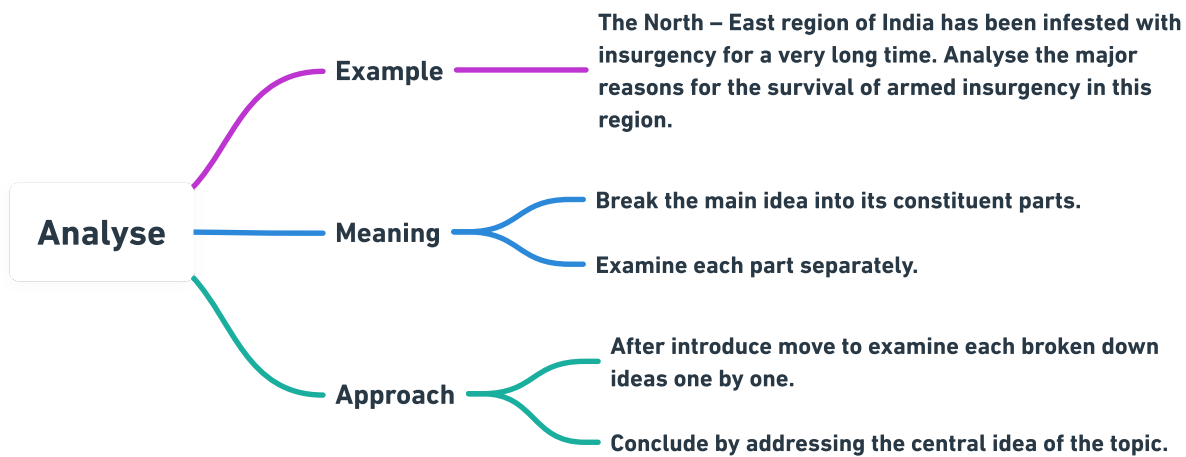 The North – East region of India has been infested with
insurgency for a very long time. Analyse the major
reasons for the survival of armed insurgency in this
region.
Example
Analyse
Meaning
Break the main idea into its constituent parts.
Examine each part separately.
Approach
After introduce move to examine each broken down
ideas one by one.
Conclude by addressing the central idea of the topic.